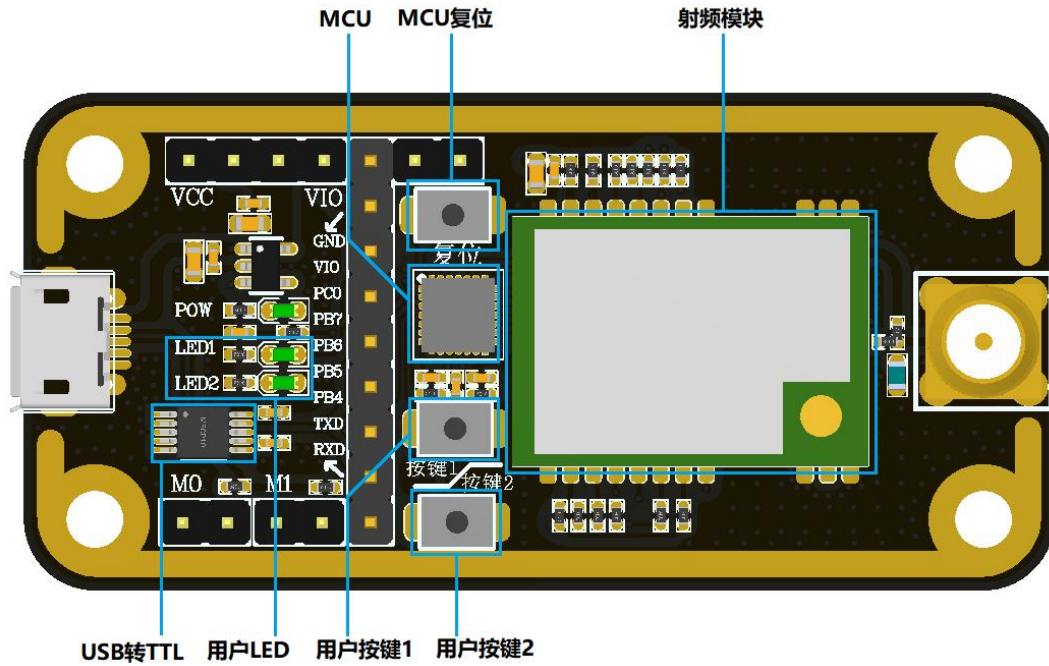 MCU
MCU复位
射频模块
VCC
VIO
GND
VIO
PC0
PB7
PB6
PB5
PB4
TXD
RXD
复位
POW
LED1
LED2
按键1
按键2
M0
M1
USB转TTL
用户LED
用户按键1
用户按键2